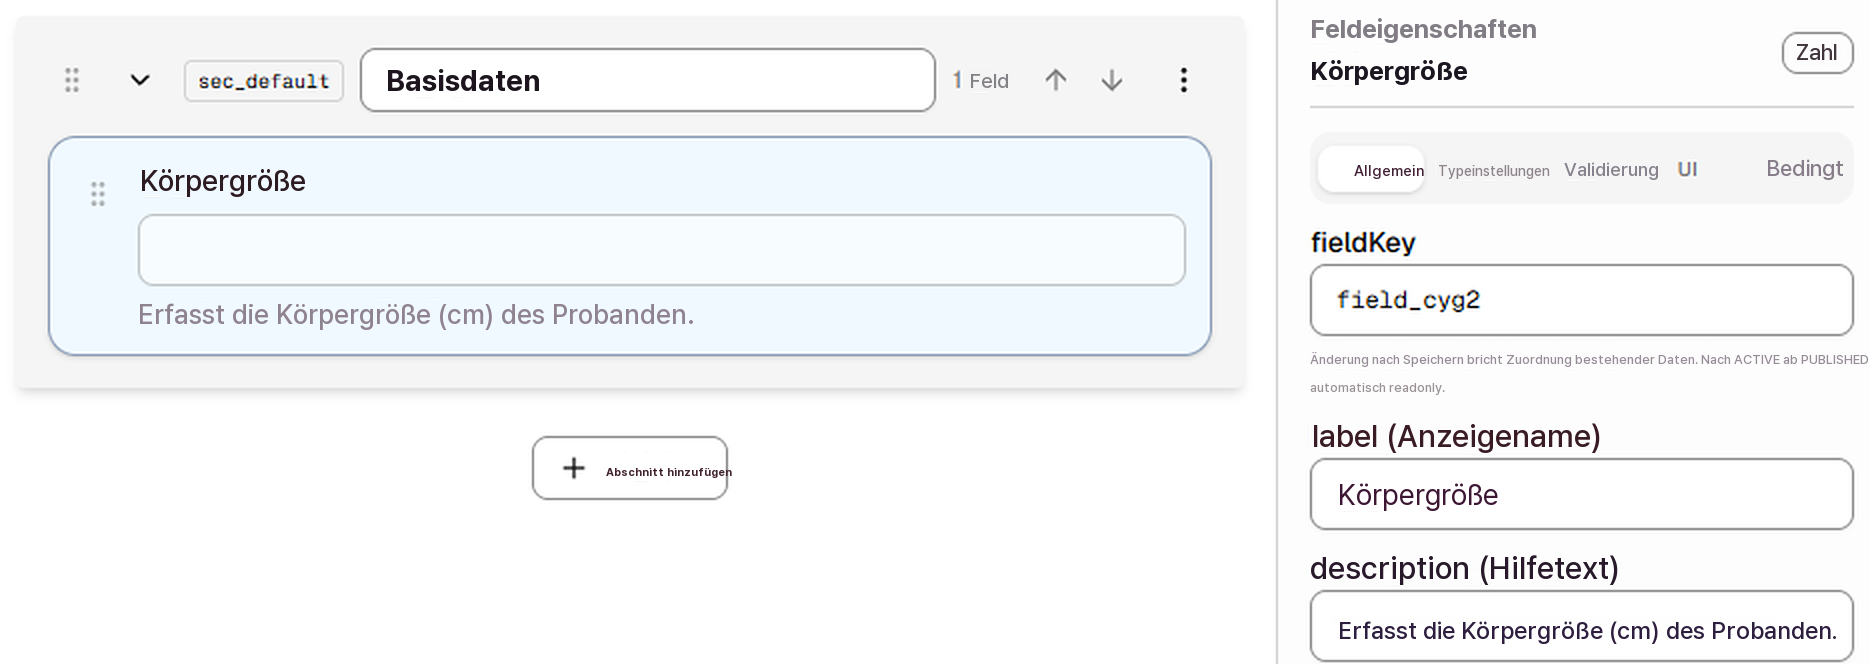 sec_default
Basisdaten
1 Feld
Körpergröße
Erfasst die Körpergröße (cm) des Probanden.
Abschnitt hinzufügen
Feldeigenschaften
Körpergröße
Zahl
Allgemein Typeinstellungen Validierung UI Bedingt
fieldKey
field_cyg2
Änderung nach Speichern bricht Zuordnung bestehender Daten. Nach ACTIVE ab PUBLISHED
automatisch readonly.
label (Anzeigename)
Körpergröße
description (Hilfetext)
Erfasst die Körpergröße (cm) des Probanden.